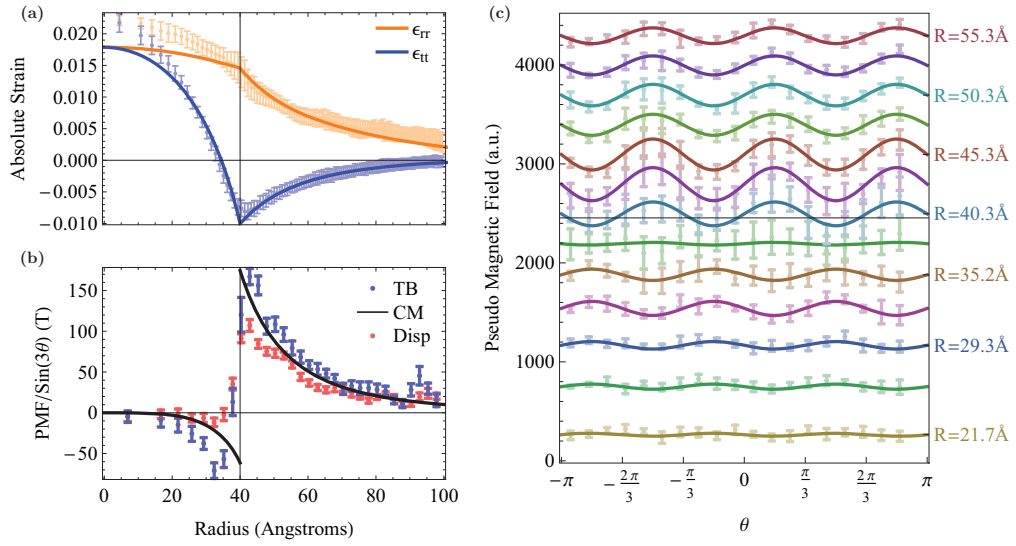 (a)
0.020
0.015
0.010
0.005
0.000
-0.005
-0.010
Absolute Strain
ϵrr
ϵtt
(b)
150
100
50
0
-50
PMF/Sin(3θ) (T)
TB
CM
Disp
0 20 40 60 80 100
Radius (Angstroms)
(c)
4000
3000
2000
1000
0
Pseudo Magnetic Field (a.u.)
R=55.3Å
R=50.3Å
R=45.3Å
R=40.3Å
R=35.2Å
R=29.3Å
R=21.7Å
-π -2π/3 -π/3 0 π/3 2π/3 π
θ